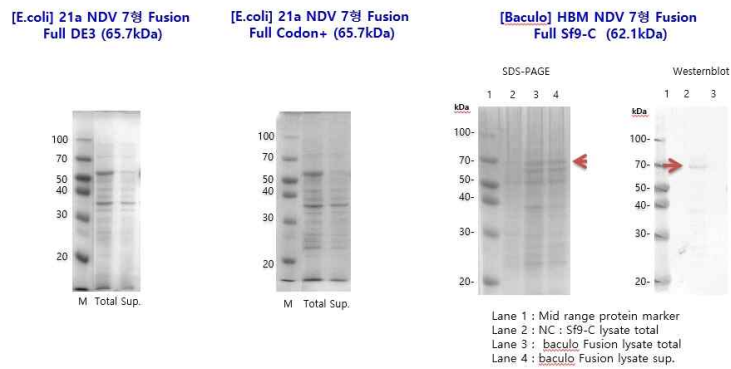 [E.coli] 21a NDV 7형 Fusion
Full DE3 (65.7kDa)
[E.coli] 21a NDV 7형 Fusion
Full Codon+ (65.7kDa)
[Baculo] HBM NDV 7형 Fusion
Full Sf9-C (62.1kDa)
100
70
50
40
30
20
M Total Sup.
100
70
50
40
30
20
M Total Sup.
SDS-PAGE
1 2 3 4
kDa
100-
70-
50-
40-
30-
20-
Westernblot
1 2 3
kDa
100-
70-
50-
40-
30-
20-
Lane 1 : Mid range protein marker
Lane 2 : NC : Sf9-C lysate total
Lane 3 : baculo Fusion lysate total
Lane 4 : baculo Fusion lysate sup.